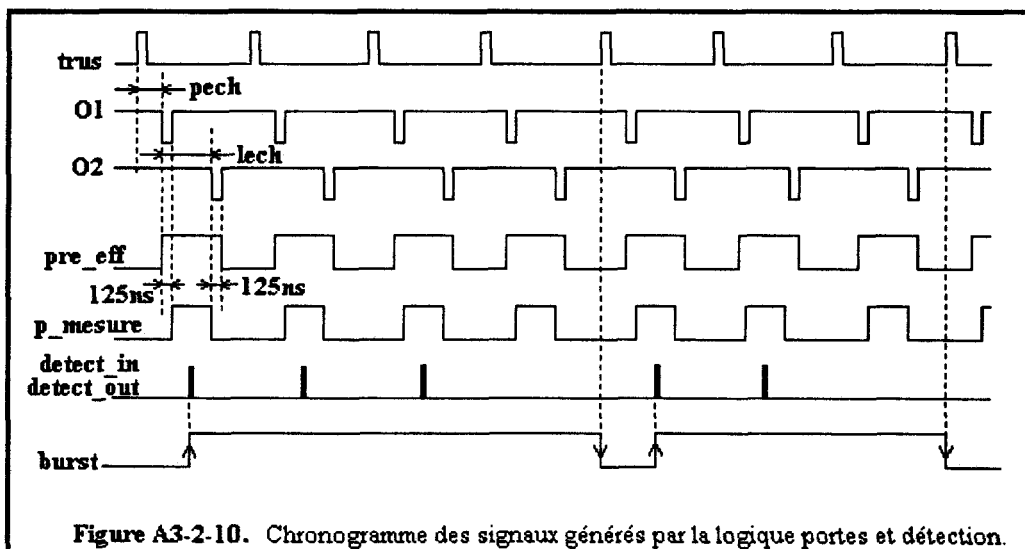 trus
pech
O1
lech
O2
pre_eff
125ns
125ns
p_mesure
detect_in
detect_out
burst
Figure A3-2-10. Chronogramme des signaux générés par la logique portes et détection.